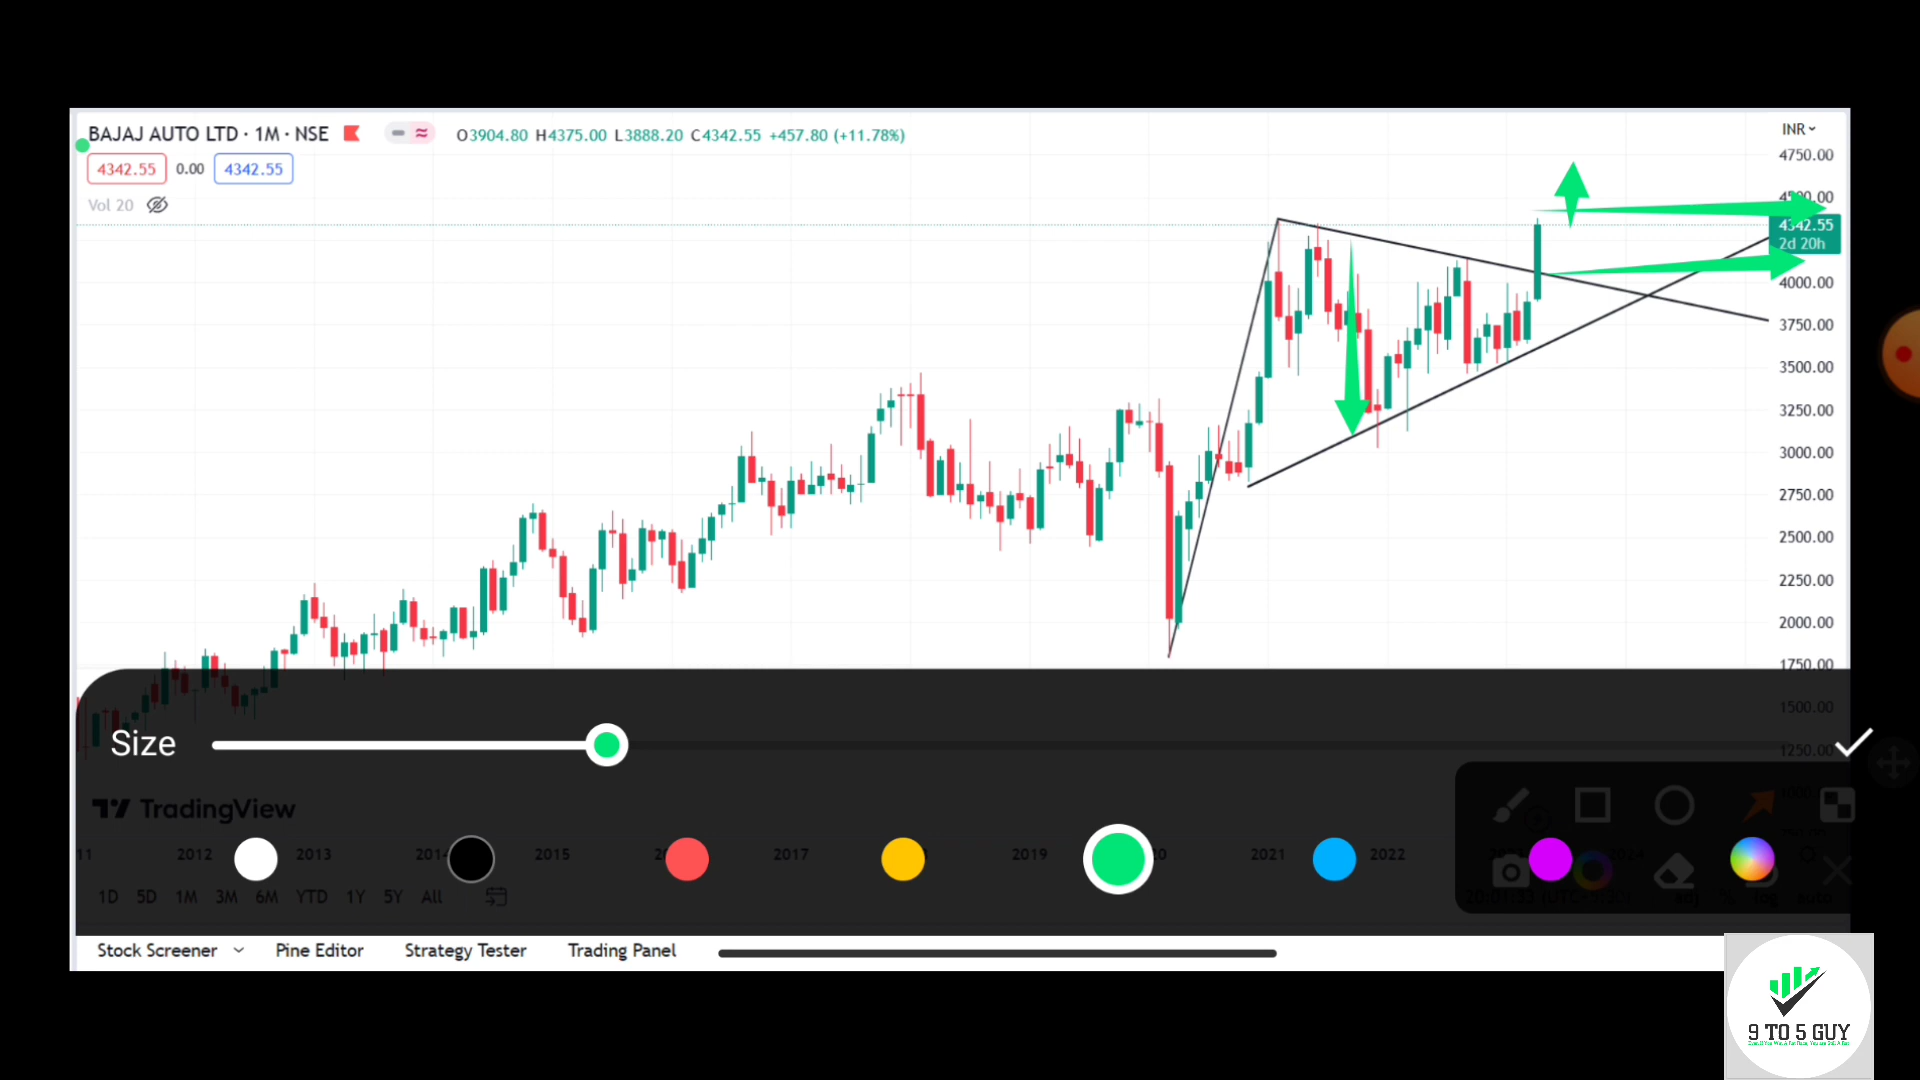 BAJAJ AUTO LTD · 1M · NSE O3904.80 H4375.00 L3888.20 C4342.55 +457.80 (+11.78%)
INR
4342.55 0.00 4342.55
Vol 20
4750.00
4342.55
2d 20h
4000.00
3750.00
3500.00
3250.00
3000.00
2750.00
2500.00
2250.00
2000.00
1750.00
1500.00
1250.00
Size
TradingView
11 2012 2013 2014 2015 2017 2019 2021 2022
1D 5D 1M 3M 6M YTD 1Y 5Y All
Stock Screener Pine Editor Strategy Tester Trading Panel
9 TO 5 GUY